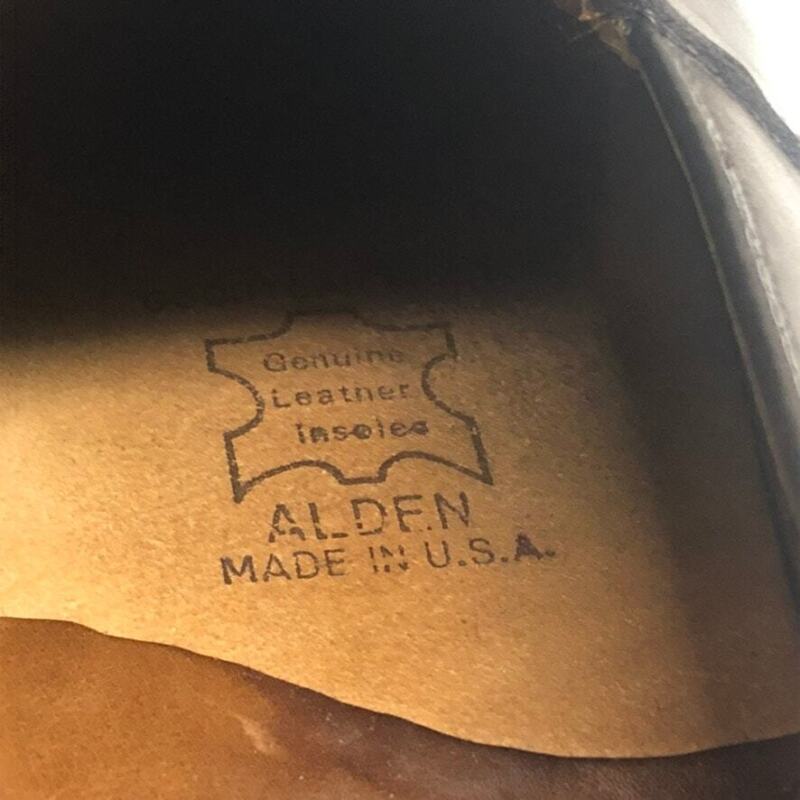 Genuine
Leather
Insoles
ALDEN
MADE IN U.S.A.